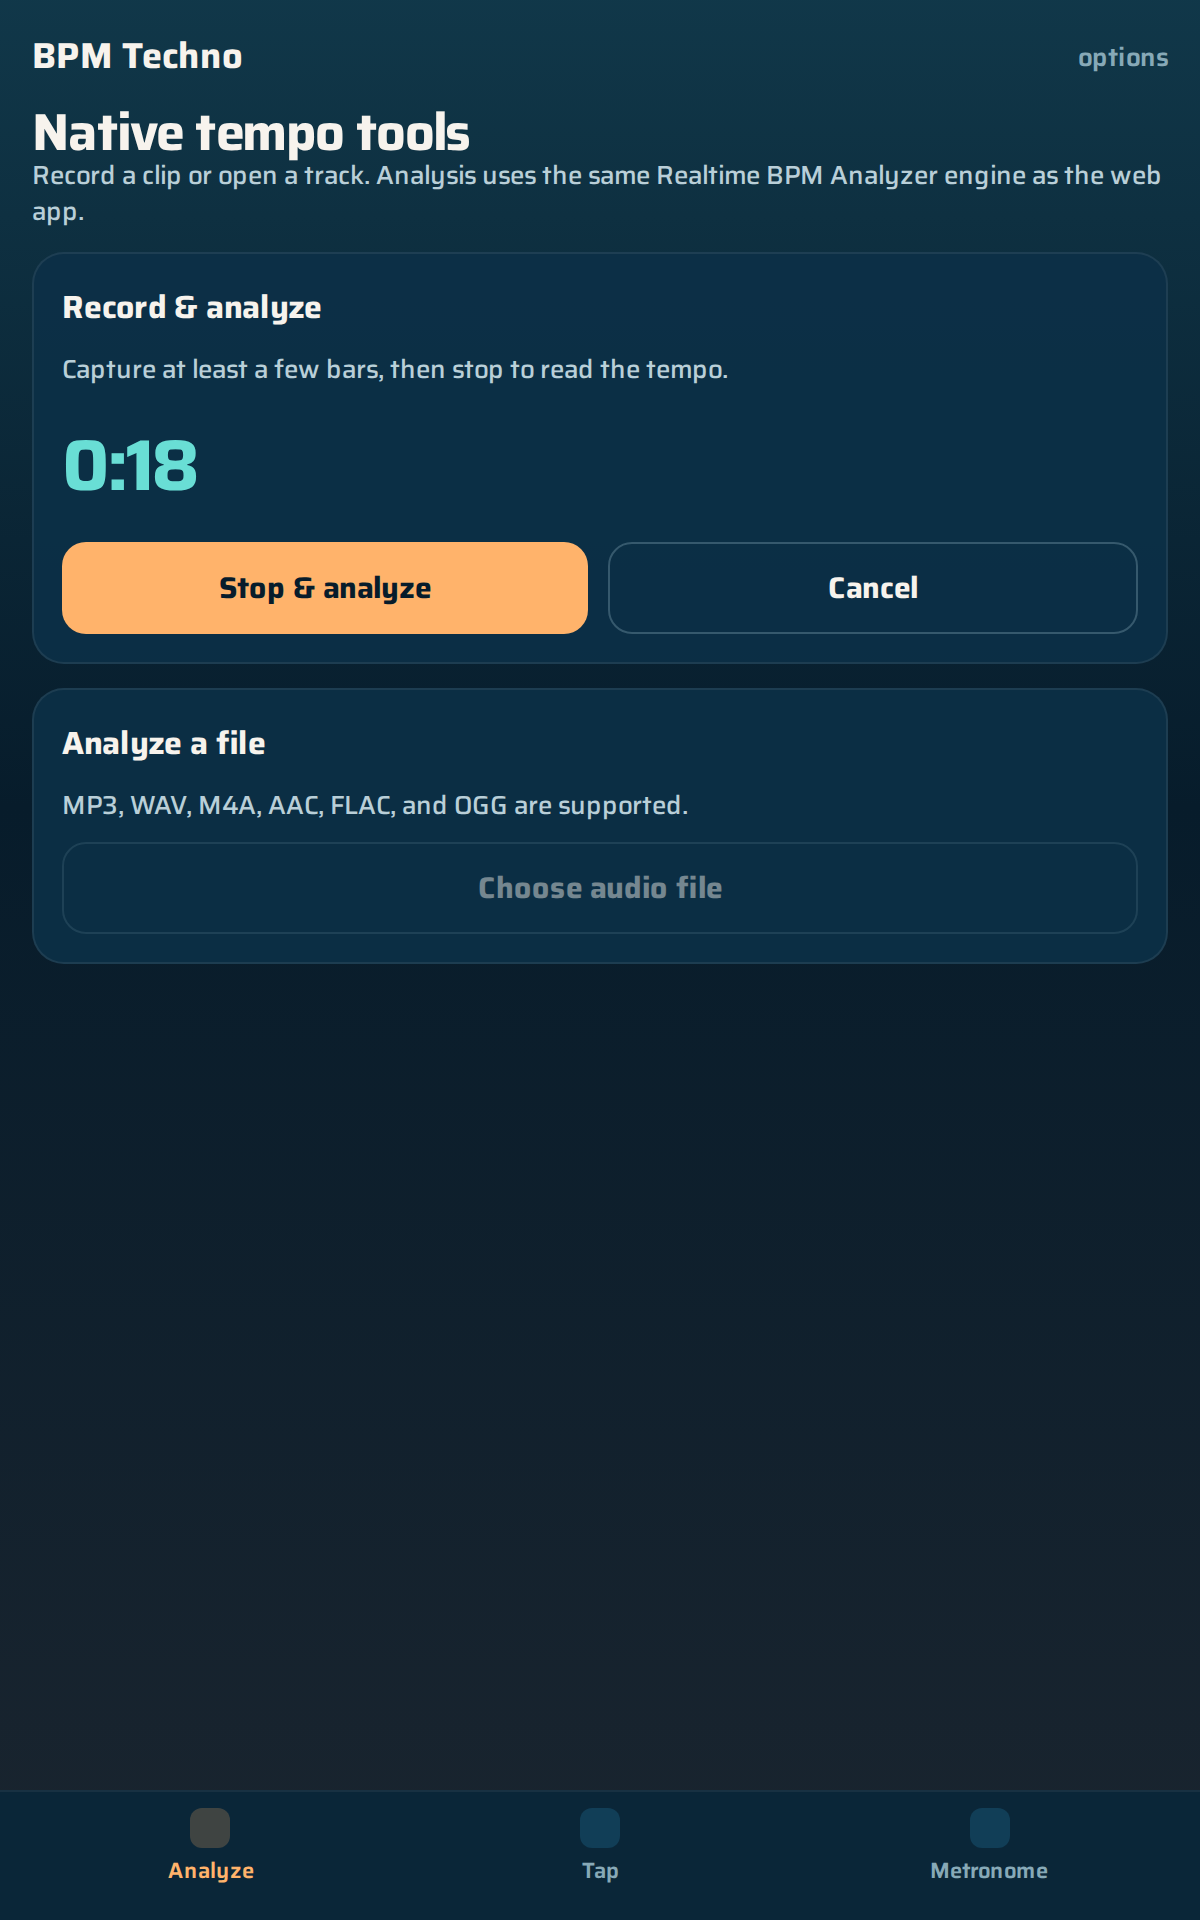 BPM Techno
options
Native tempo tools
Record a clip or open a track. Analysis uses the same Realtime BPM Analyzer engine as the web
app.
Record & analyze
Capture at least a few bars, then stop to read the tempo.
0:18
Stop & analyze
Cancel
Analyze a file
MP3, WAV, M4A, AAC, FLAC, and OGG are supported.
Choose audio file
Analyze
Tap
Metronome